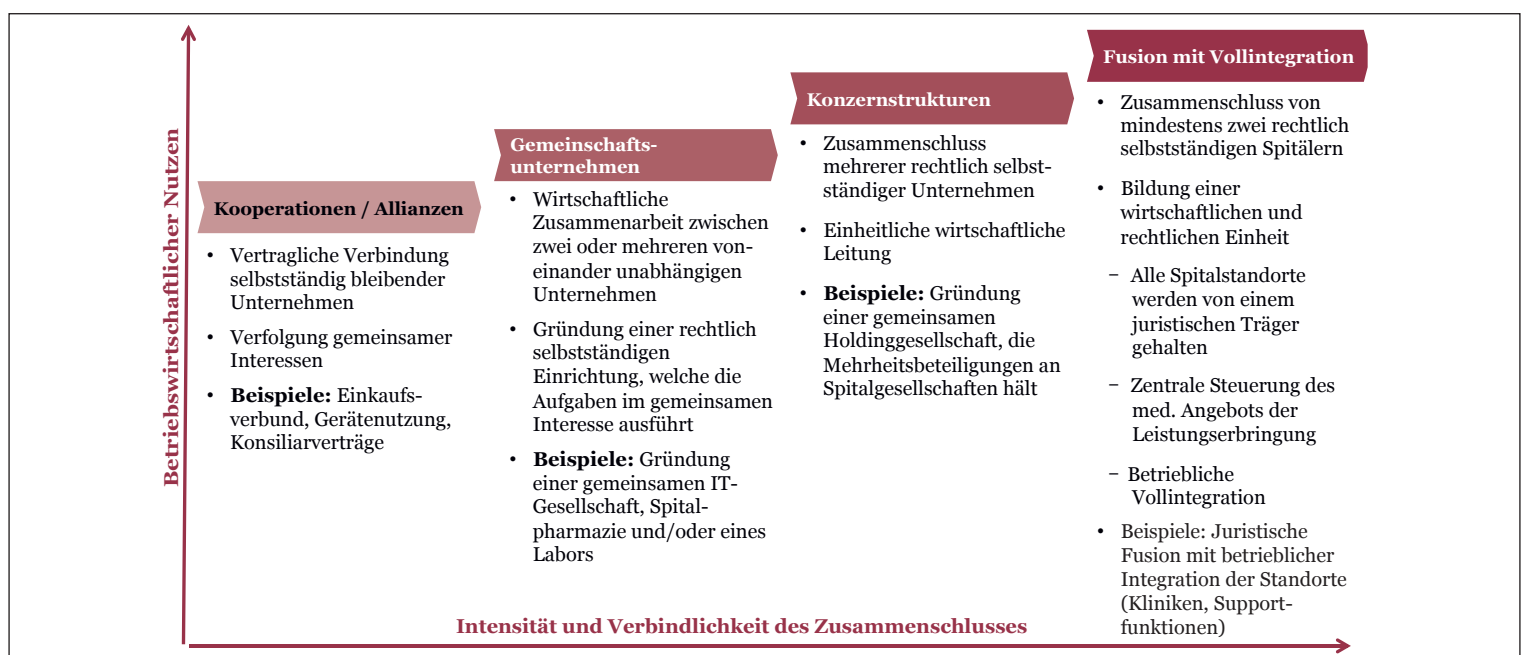 Betriebswirtschaftlicher Nutzen
Kooperationen / Allianzen
• Vertragliche Verbindung
selbstständig bleibender
Unternehmen
• Verfolgung gemeinsamer
Interessen
• Beispiele: Einkaufs-
verbund, Gerätenutzung,
Konsiliarverträge
Gemeinschafts-
unternehmen
• Wirtschaftliche
Zusammenarbeit zwischen
zwei oder mehreren von-
einander unabhängigen
Unternehmen
• Gründung einer rechtlich
selbstständigen
Einrichtung, welche die
Aufgaben im gemeinsamen
Interesse ausführt
• Beispiele: Gründung
einer gemeinsamen IT-
Gesellschaft, Spital-
pharmazie und/oder eines
Labors
Konzernstrukturen
• Zusammenschluss
mehrerer rechtlich selbst-
ständiger Unternehmen
• Einheitliche wirtschaftliche
Leitung
• Beispiele: Gründung
einer gemeinsamen
Holdinggesellschaft, die
Mehrheitsbeteiligungen an
Spitalgesellschaften hält
Fusion mit Vollintegration
• Zusammenschluss von
mindestens zwei rechtlich
selbstständigen Spitälern
• Bildung einer
wirtschaftlichen und
rechtlichen Einheit
– Alle Spitalstandorte
werden von einem
juristischen Träger
gehalten
– Zentrale Steuerung des
med. Angebots der
Leistungserbringung
– Betriebliche
Vollintegration
• Beispiele: Juristische
Fusion mit betrieblicher
Integration der Standorte
(Kliniken, Support-
funktionen)
Intensität und Verbindlichkeit des Zusammenschlusses